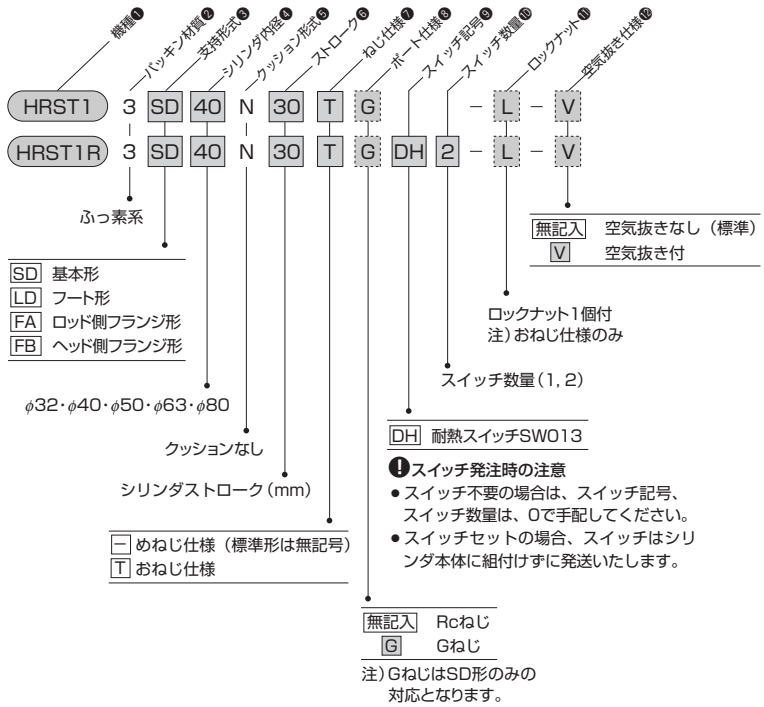 機種❶
パッキン材質❷
支持形式❸
シリンダ内径❹
クッション形式❺
ストローク❻
ねじ仕様❼
ポート仕様❽
スイッチ記号❾
スイッチ数量❿
ロックナット⓫
空気抜き仕様⓬
HRST1 3 SD 40 N 30 T G - L - V
HRST1R 3 SD 40 N 30 T G DH 2 - L - V
ふっ素系
SD 基本形
LD フート形
FA ロッド側フランジ形
FB ヘッド側フランジ形
φ32・φ40・φ50・φ63・φ80
クッションなし
シリンダストローク(mm)
－ めねじ仕様（標準形は無記号）
T おねじ仕様
無記入 Rcねじ
G Gねじ
注）GねじはSD形のみの
対応となります。
DH 耐熱スイッチSW013
❗スイッチ発注時の注意
● スイッチ不要の場合は、スイッチ記号、
スイッチ数量は、0で手配してください。
● スイッチセットの場合、スイッチはシリ
ンダ本体に組付けずに発送いたします。
スイッチ数量(1, 2)
ロックナット1個付
注）おねじ仕様のみ
無記入 空気抜きなし（標準）
V 空気抜き付